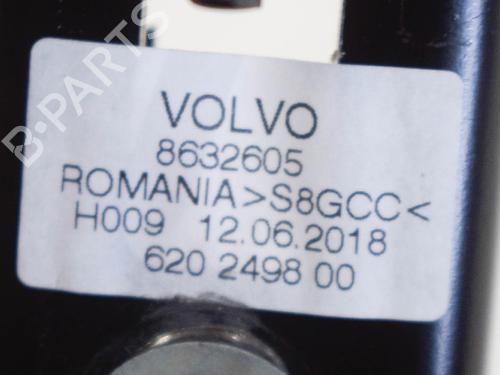 B-PARTS
VOLVO
8632605
ROMANIA>S8GCC<
H009 12.06.2018
620 2498 00